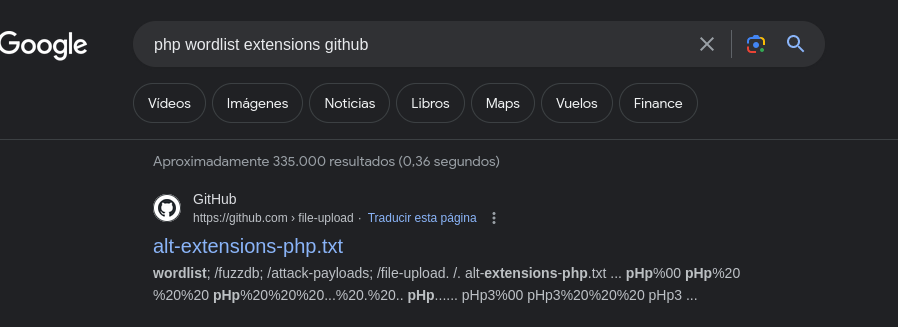 Google
php wordlist extensions github
Vídeos Imágenes Noticias Libros Maps Vuelos Finance
Aproximadamente 335.000 resultados (0,36 segundos)
GitHub
https://github.com › file-upload · Traducir esta página
alt-extensions-php.txt
wordlist; /fuzzdb; /attack-payloads; /file-upload. /. alt-extensions-php.txt ... pHp%00 pHp%20
%20%20 pHp%20%20%20...%20.%20.. pHp...... pHp3%00 pHp3%20%20%20 pHp3 ...